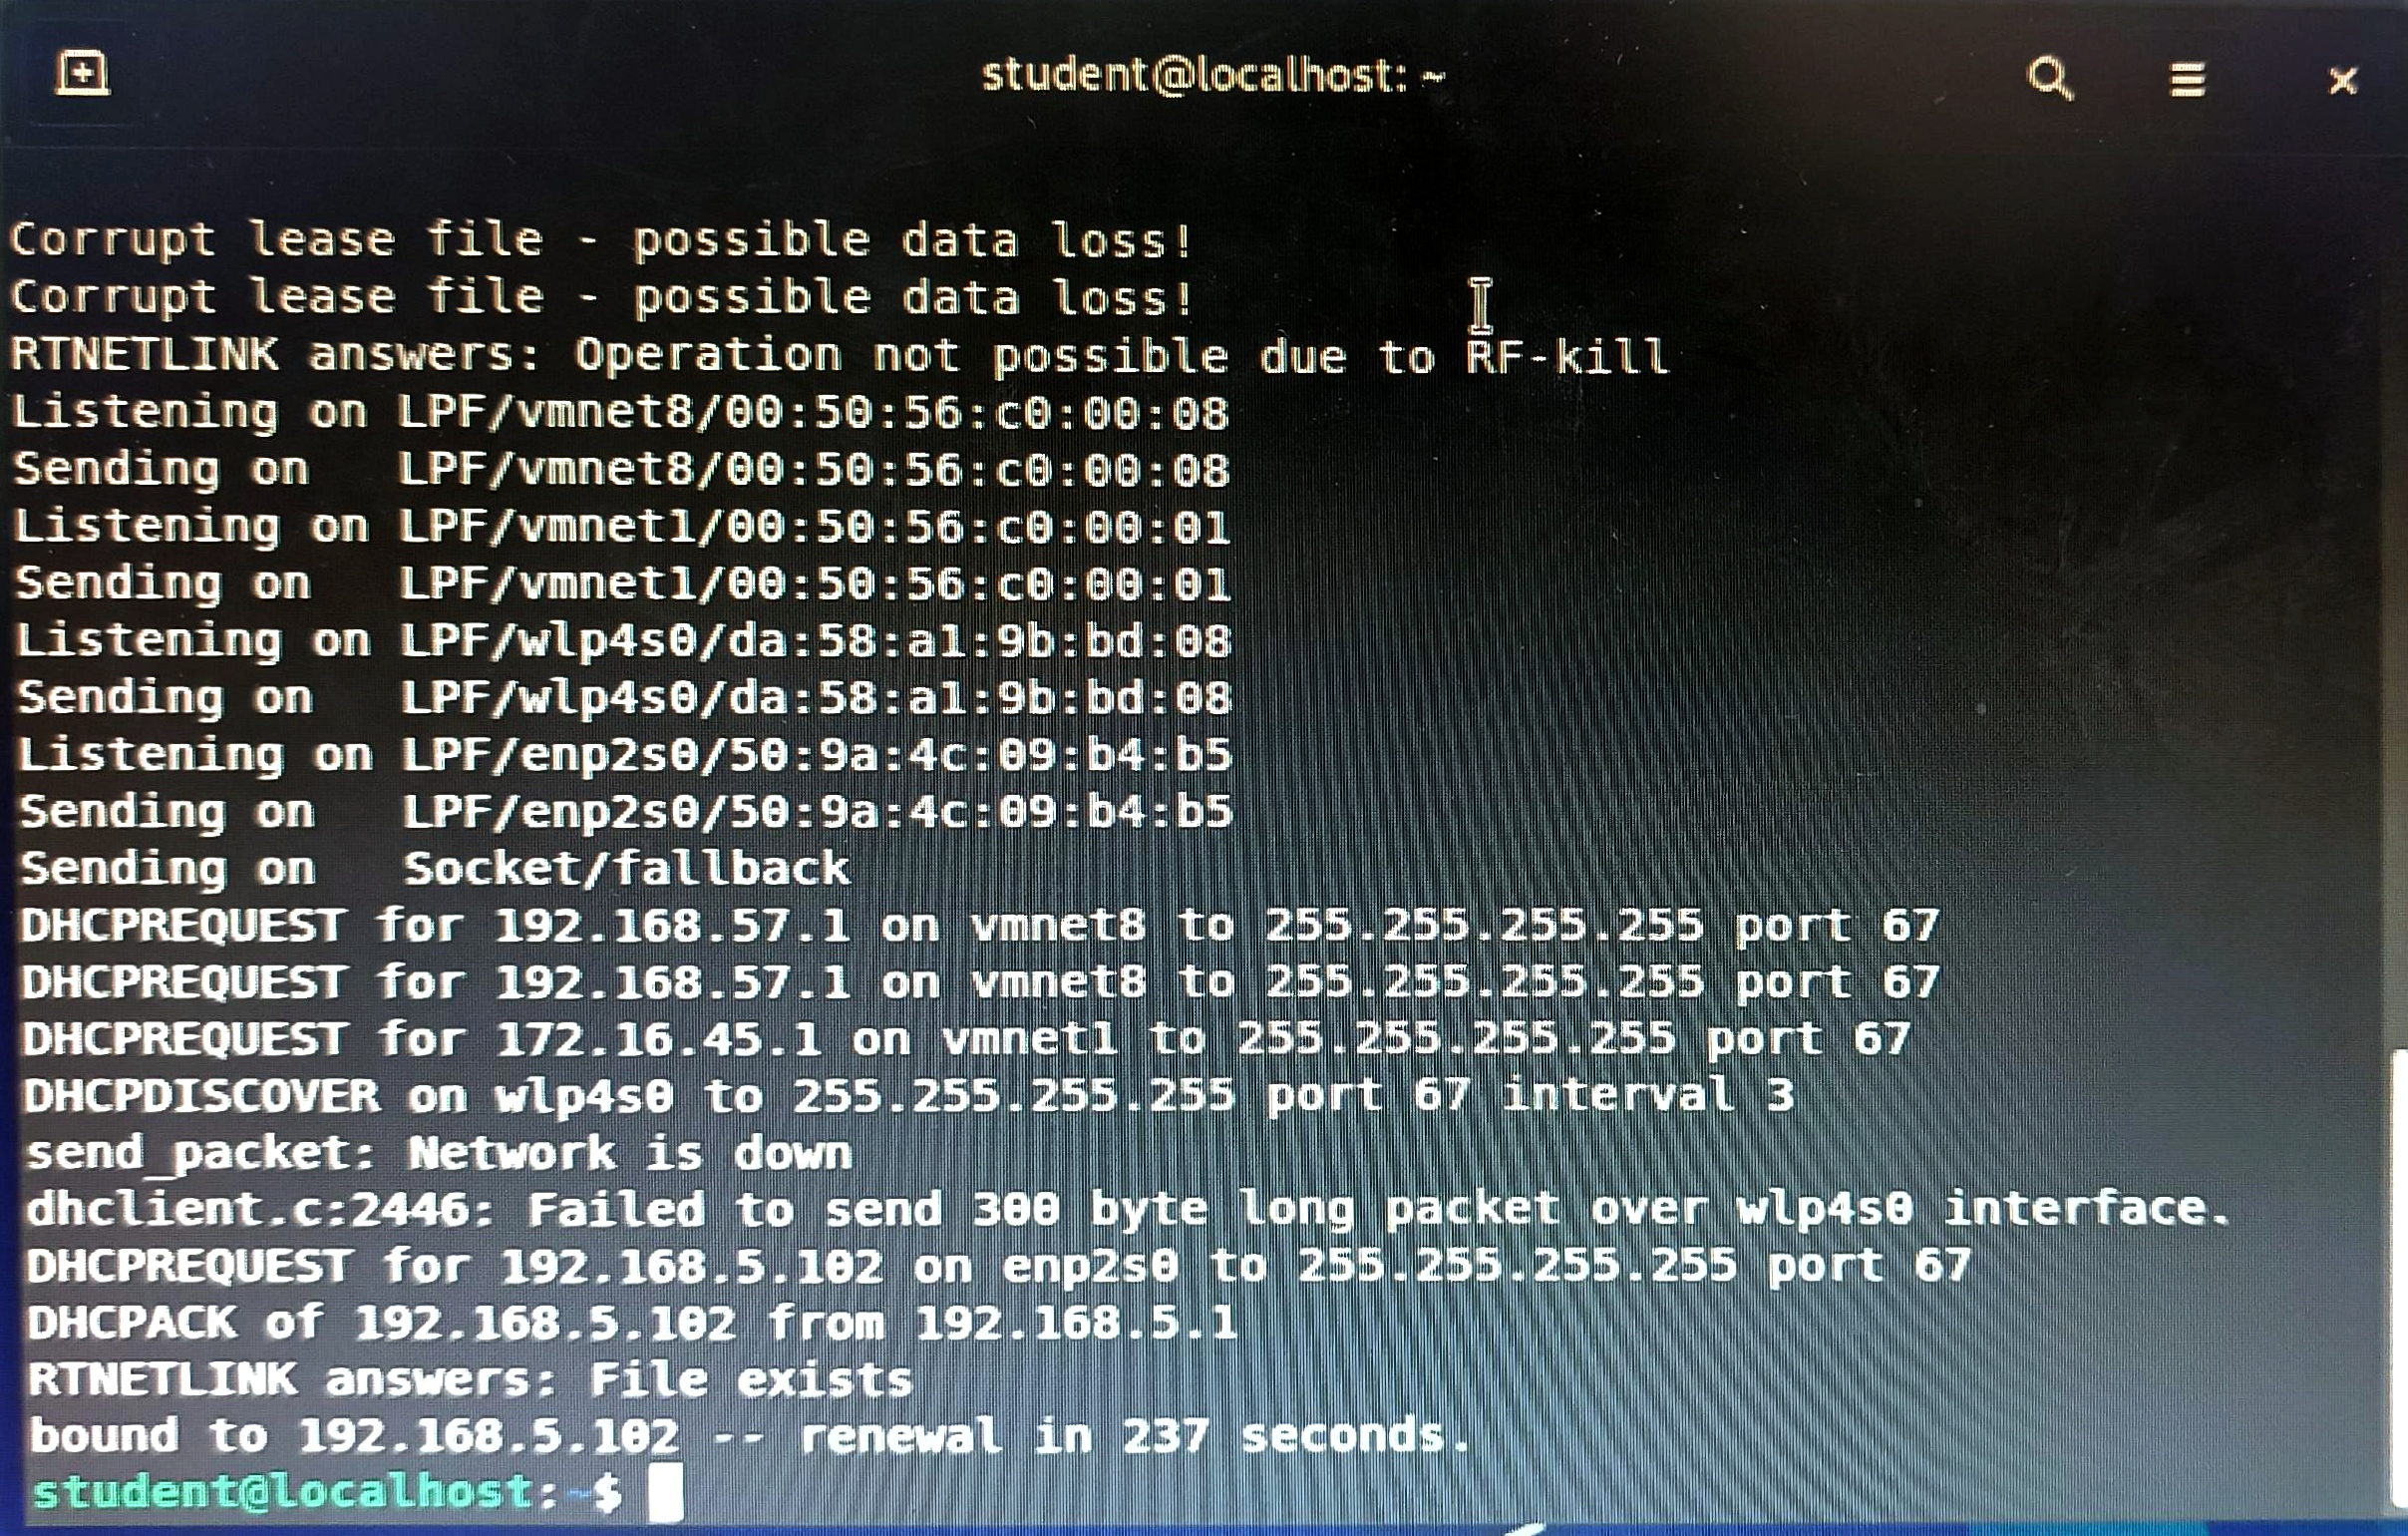 student@localhost: ~
Corrupt lease file - possible data loss!
Corrupt lease file - possible data loss!
RTNETLINK answers: Operation not possible due to RF-kill
Listening on LPF/vmnet8/00:50:56:c0:00:08
Sending on   LPF/vmnet8/00:50:56:c0:00:08
Listening on LPF/vmnet1/00:50:56:c0:00:01
Sending on   LPF/vmnet1/00:50:56:c0:00:01
Listening on LPF/wlp4s0/da:58:a1:9b:bd:08
Sending on   LPF/wlp4s0/da:58:a1:9b:bd:08
Listening on LPF/enp2s0/50:9a:4c:09:b4:b5
Sending on   LPF/enp2s0/50:9a:4c:09:b4:b5
Sending on   Socket/fallback
DHCPREQUEST for 192.168.57.1 on vmnet8 to 255.255.255.255 port 67
DHCPREQUEST for 192.168.57.1 on vmnet8 to 255.255.255.255 port 67
DHCPREQUEST for 172.16.45.1 on vmnet1 to 255.255.255.255 port 67
DHCPDISCOVER on wlp4s0 to 255.255.255.255 port 67 interval 3
send_packet: Network is down
dhclient.c:2446: Failed to send 300 byte long packet over wlp4s0 interface.
DHCPREQUEST for 192.168.5.102 on enp2s0 to 255.255.255.255 port 67
DHCPACK of 192.168.5.102 from 192.168.5.1
RTNETLINK answers: File exists
bound to 192.168.5.102 -- renewal in 237 seconds.
student@localhost:~$